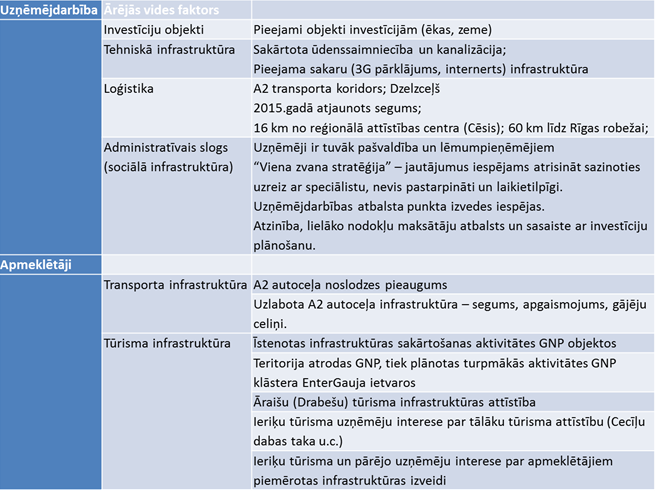 Uzņēmējdarbība Ārējās vides faktors
Investīciju objekti Pieejami objekti investīcijām (ēkas, zeme)
Tehniskā infrastruktūra Sakārtota ūdenssaimniecība un kanalizācija;
Pieejama sakaru (3G pārklājums, internerts) infrastruktūra
Loģistika A2 transporta koridors; Dzelzceļš
2015.gadā atjaunots segums;
16 km no reģionālā attīstības centra (Cēsis); 60 km līdz Rīgas robežai;
Administratīvais slogs Uzņēmēji ir tuvāk pašvaldība un lēmumpieņēmējiem
(sociālā infrastruktūra) “Viena zvana stratēģija” – jautājumus iespējams atrisināt sazinoties
uzreiz ar speciālistu, nevis pastarpināti un laikietilpīgi.
Uzņēmējdarbības atbalsta punkta izvedes iespējas.
Atzinība, lielāko nodokļu maksātāju atbalsts un sasaiste ar investīciju
plānošanu.
Apmeklētāji
Transporta infrastruktūra A2 autoceļa noslodzes pieaugums
Uzlabota A2 autoceļa infrastruktūra – segums, apgaismojums, gājēju
celiņi.
Tūrisma infrastruktūra Īstenotas infrastruktūras sakārtošanas aktivitātes GNP objektos
Teritorija atrodas GNP, tiek plānotas turpmākās aktivitātes GNP
klāstera EnterGauja ietvaros
Āraišu (Drabešu) tūrisma infrastruktūras attīstība
Ieriķu tūrisma uzņēmēju interese par tālāku tūrisma attīstību (Cecīļu
dabas taka u.c.)
Ieriķu tūrisma un pārējo uzņēmēju interese par apmeklētājiem
piemērotas infrastruktūras izveidi